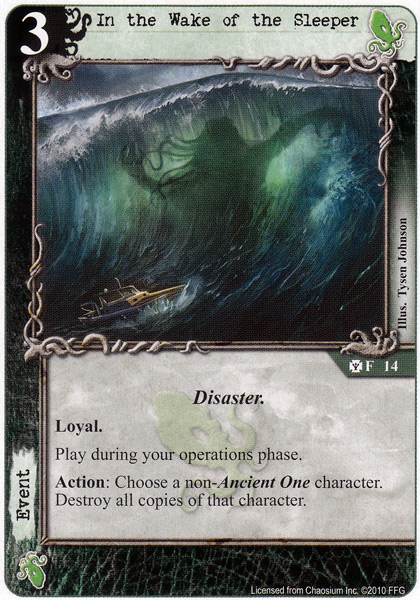 3
In the Wake of the Sleeper
Illus. Tysen Johnson
F 14
Disaster.
Loyal.
Play during your operations phase.
Action: Choose a non-Ancient One character.
Destroy all copies of that character.
Event
Licensed from Chaosium Inc. ©2010 FFG